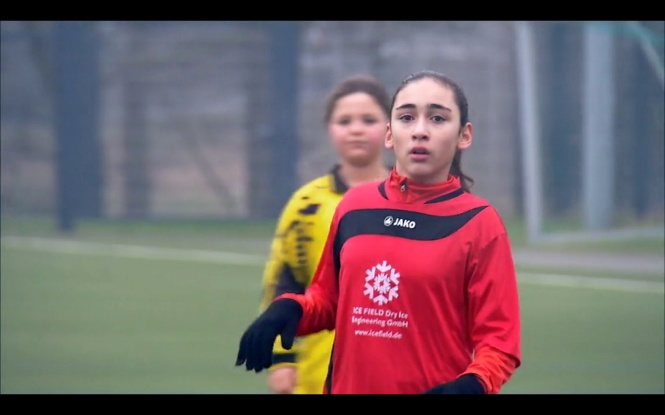 JAKO
ICE FIELD Dry Ice
Engineering GmbH
www.icefield.de